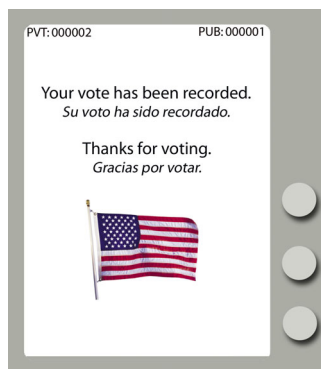 PVT: 000002 PUB: 000001
Your vote has been recorded.
Su voto ha sido recordado.
Thanks for voting.
Gracias por votar.